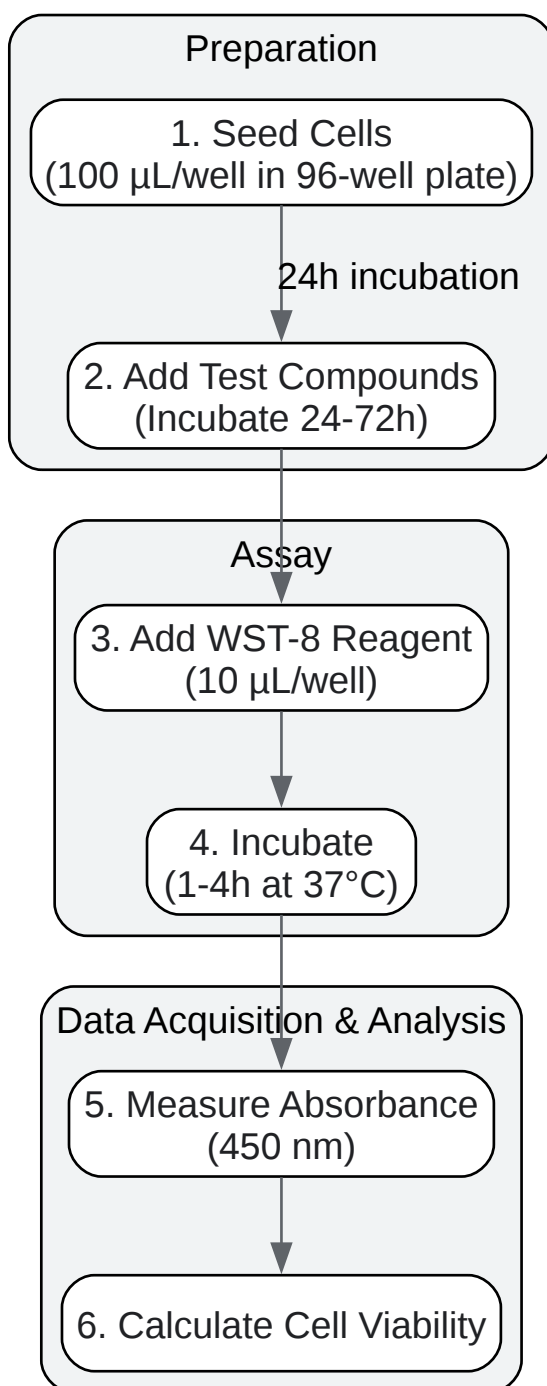 Preparation
1. Seed Cells
(100 µL/well in 96-well plate)
24h incubation
2. Add Test Compounds
(Incubate 24-72h)
Assay
3. Add WST-8 Reagent
(10 µL/well)
4. Incubate
(1-4h at 37°C)
Data Acquisition & Analysis
5. Measure Absorbance
(450 nm)
6. Calculate Cell Viability